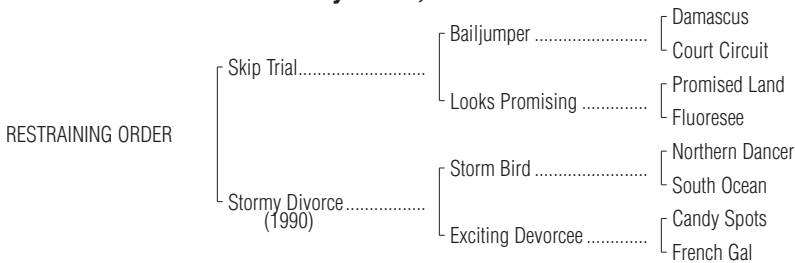 Damascus
Bailjumper ........................
Court Circuit
Skip Trial...........................
Promised Land
Looks Promising ..............
Fluoresee
RESTRAINING ORDER
Northern Dancer
Storm Bird ........................
South Ocean
Stormy Divorce.................
(1990)
Candy Spots
Exciting Devorcee .............
French Gal